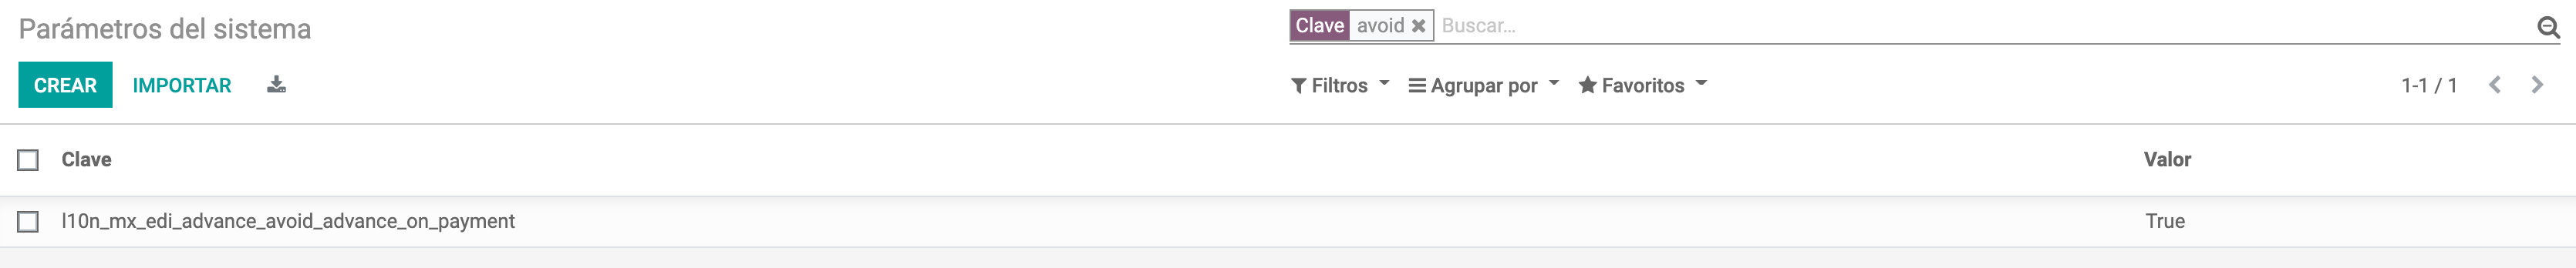 Parámetros del sistema
Clave avoid Buscar...
CREAR IMPORTAR
Filtros Agrupar por Favoritos 1-1 / 1
Clave Valor
l10n_mx_edi_advance_avoid_advance_on_payment True